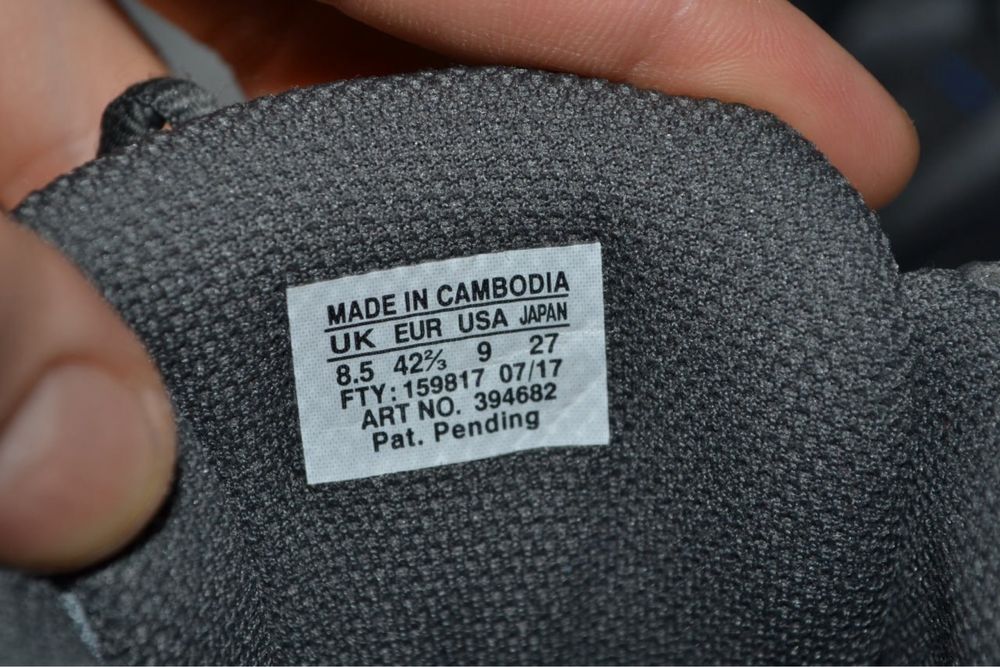 MADE IN CAMBODIA
UK EUR USA JAPAN
8.5 42⅔ 9 27
FTY: 159817 07/17
ART NO. 394682
Pat. Pending